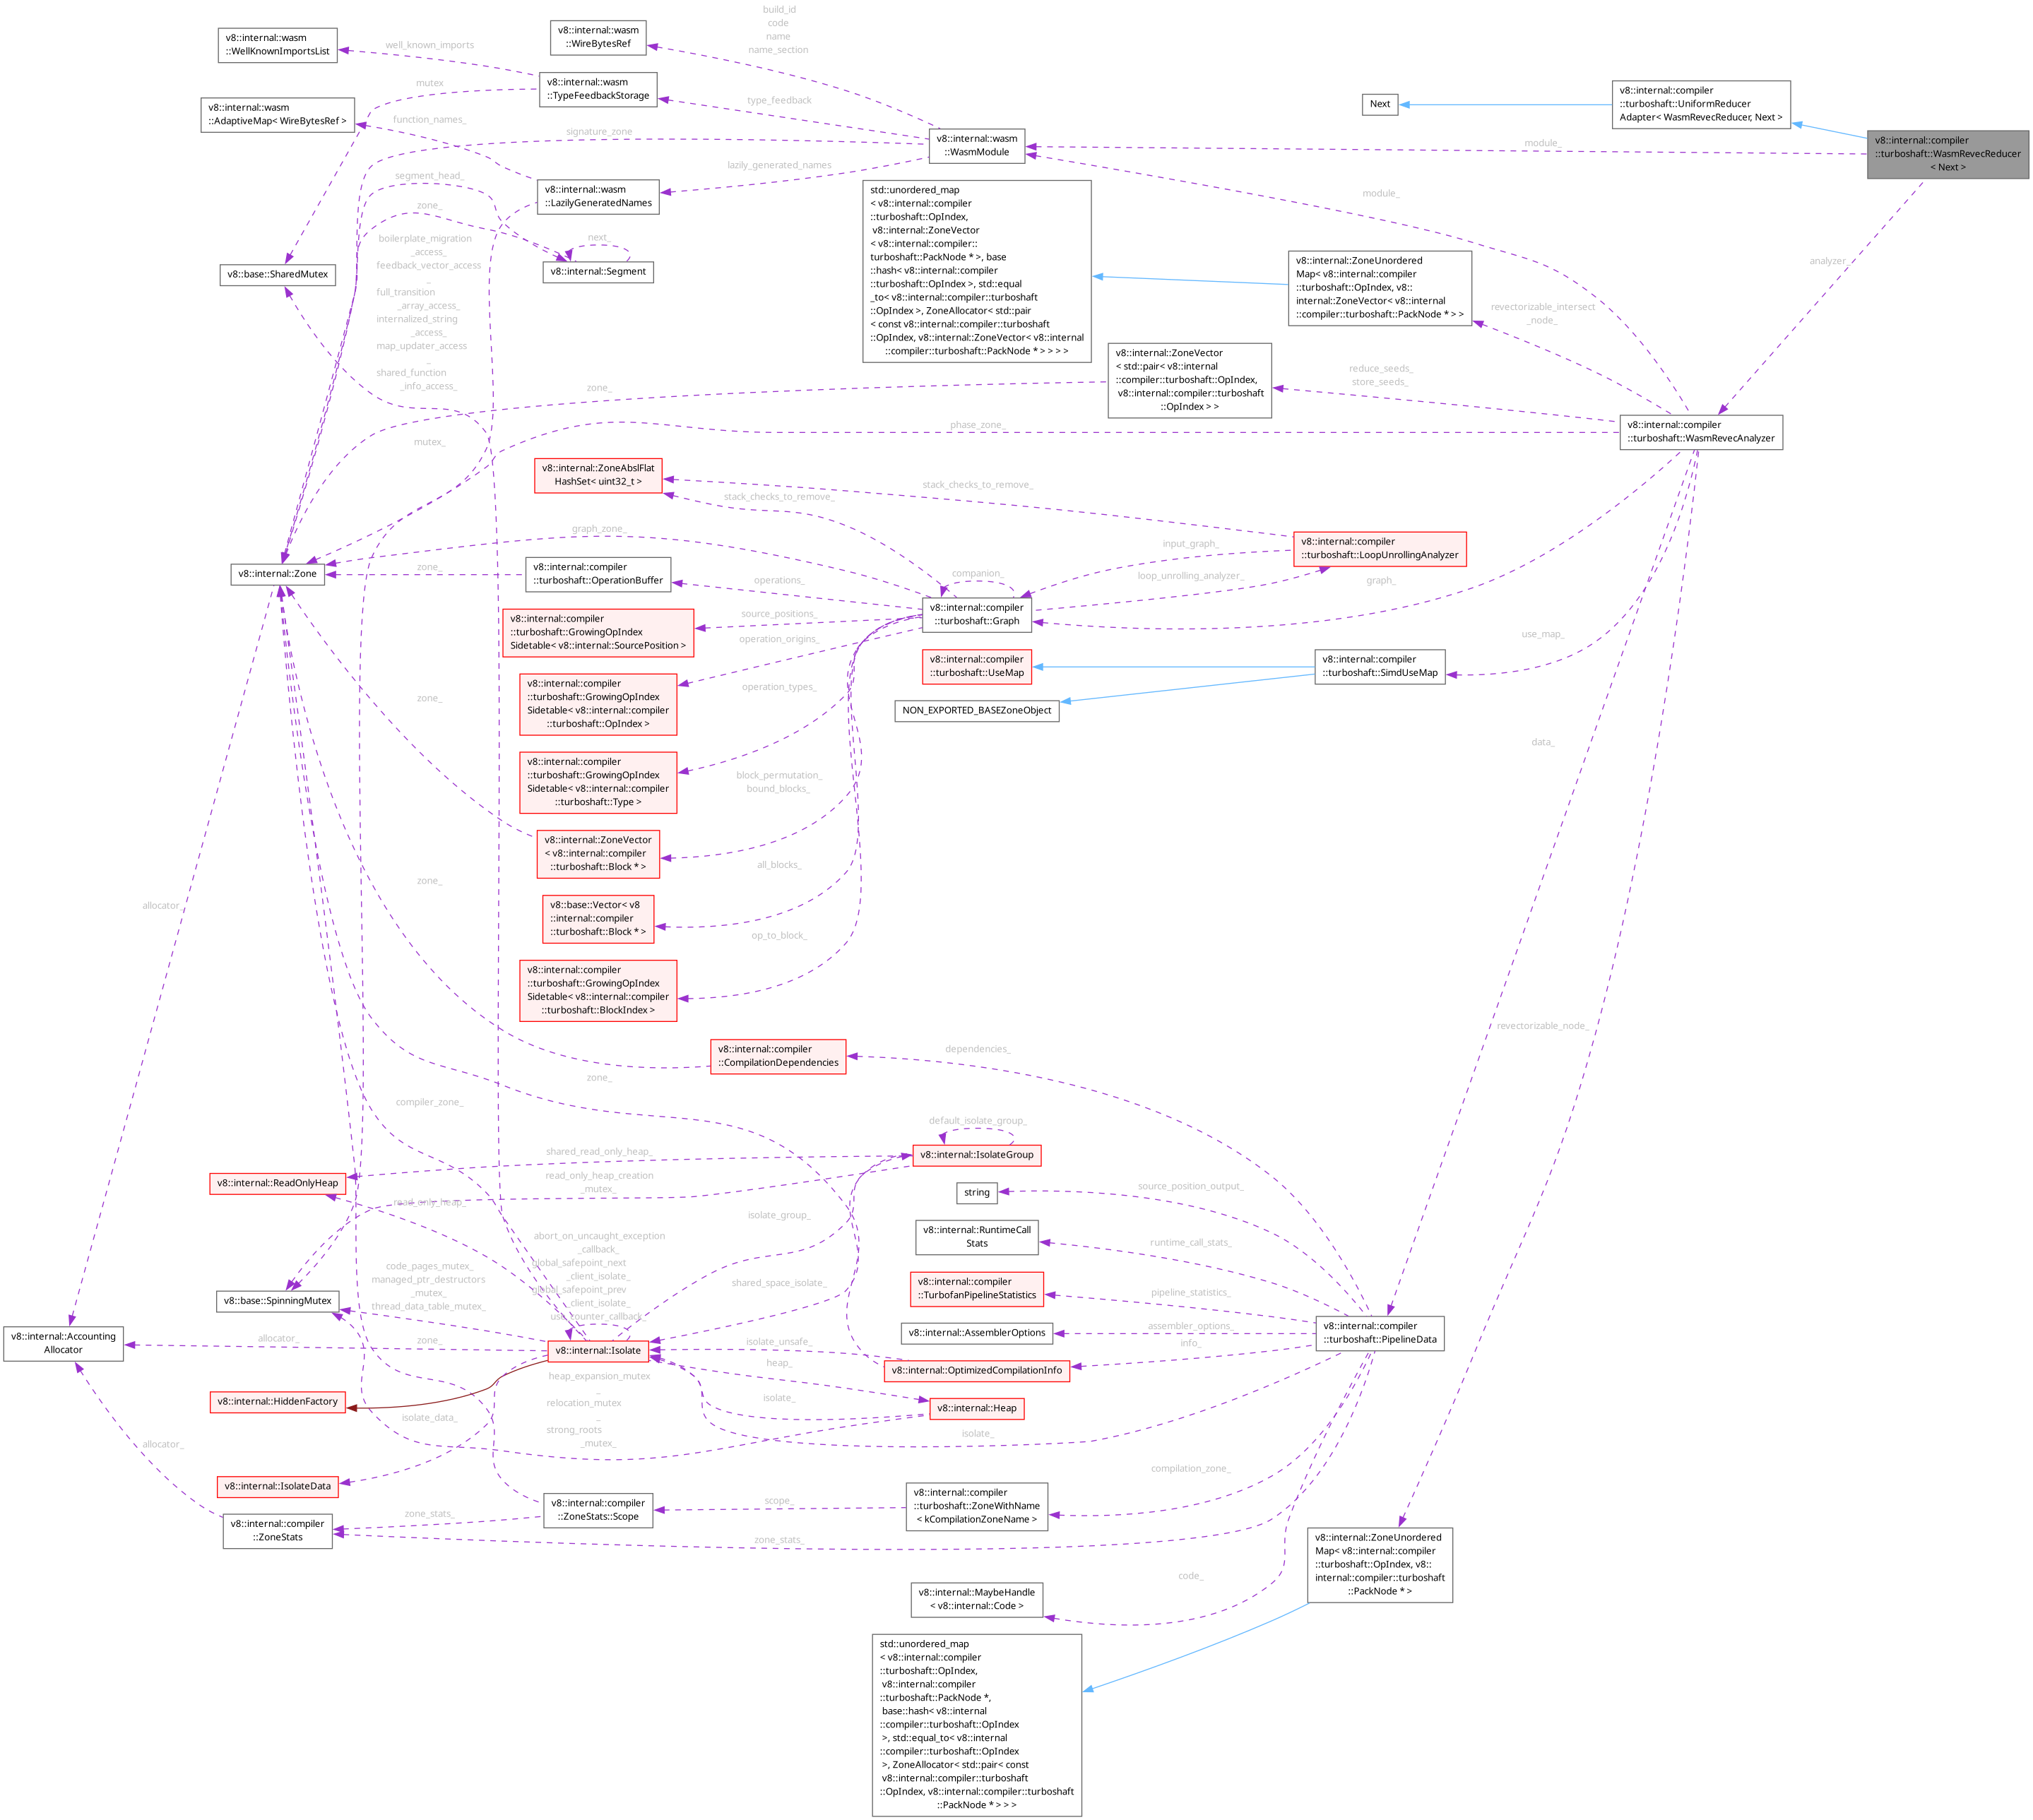 build_id
code
name
name_section
v8::internal::wasm
::WireBytesRef
v8::internal::wasm
::WellKnownImportsList
well_known_imports
mutex
v8::internal::wasm
::TypeFeedbackStorage
type_feedback
v8::internal::wasm
::AdaptiveMap< WireBytesRef >
function_names_
signature_zone
v8::internal::wasm
::WasmModule
lazily_generated_names
Next
v8::internal::compiler
::turboshaft::UniformReducer
Adapter< WasmRevecReducer, Next >
v8::internal::compiler
::turboshaft::WasmRevecReducer
< Next >
module_
module_
analyzer_
segment_head_
zone_
v8::internal::wasm
::LazilyGeneratedNames
next_
v8::internal::Segment
boilerplate_migration
_access_
feedback_vector_access
_
full_transition
_array_access_
internalized_string
_access_
map_updater_access
_
shared_function
_info_access_
v8::base::SharedMutex
std::unordered_map
< v8::internal::compiler
::turboshaft::OpIndex,
v8::internal::ZoneVector
< v8::internal::compiler::
turboshaft::PackNode * >, base
::hash< v8::internal::compiler
::turboshaft::OpIndex >, std::equal
_to< v8::internal::compiler::turboshaft
::OpIndex >, ZoneAllocator< std::pair
< const v8::internal::compiler::turboshaft
::OpIndex, v8::internal::ZoneVector< v8::internal
::compiler::turboshaft::PackNode * > > > >
v8::internal::ZoneUnordered
Map< v8::internal::compiler
::turboshaft::OpIndex, v8::
internal::ZoneVector< v8::internal
::compiler::turboshaft::PackNode * > >
revectorizable_intersect
_node_
v8::internal::ZoneVector
< std::pair< v8::internal
::compiler::turboshaft::OpIndex,
v8::internal::compiler::turboshaft
::OpIndex > >
reduce_seeds_
store_seeds_
zone_
phase_zone_
mutex_
v8::internal::compiler
::turboshaft::WasmRevecAnalyzer
v8::internal::ZoneAbslFlat
HashSet< uint32_t >
stack_checks_to_remove_
stack_checks_to_remove_
graph_zone_
v8::internal::Zone
zone_
v8::internal::compiler
::turboshaft::OperationBuffer
operations_
companion_
v8::internal::compiler
::turboshaft::Graph
input_graph_
loop_unrolling_analyzer_
v8::internal::compiler
::turboshaft::LoopUnrollingAnalyzer
graph_
use_map_
v8::internal::compiler
::turboshaft::GrowingOpIndex
Sidetable< v8::internal::SourcePosition >
source_positions_
operation_origins_
v8::internal::compiler
::turboshaft::UseMap
v8::internal::compiler
::turboshaft::SimdUseMap
NON_EXPORTED_BASEZoneObject
v8::internal::compiler
::turboshaft::GrowingOpIndex
Sidetable< v8::internal::compiler
::turboshaft::OpIndex >
operation_types_
zone_
data_
v8::internal::compiler
::turboshaft::GrowingOpIndex
Sidetable< v8::internal::compiler
::turboshaft::Type >
block_permutation_
bound_blocks_
v8::internal::ZoneVector
< v8::internal::compiler
::turboshaft::Block * >
all_blocks_
zone_
allocator_
v8::base::Vector< v8
::internal::compiler
::turboshaft::Block * >
op_to_block_
v8::internal::compiler
::turboshaft::GrowingOpIndex
Sidetable< v8::internal::compiler
::turboshaft::BlockIndex >
revectorizable_node_
v8::internal::compiler
::CompilationDependencies
dependencies_
zone_
compiler_zone_
default_isolate_group_
v8::internal::IsolateGroup
shared_read_only_heap_
read_only_heap_creation
_mutex_
v8::internal::ReadOnlyHeap
read_only_heap_
string
source_position_output_
isolate_group_
abort_on_uncaught_exception
_callback_
global_safepoint_next
_client_isolate_
global_safepoint_prev
_client_isolate_
use_counter_callback_
v8::internal::RuntimeCall
Stats
runtime_call_stats_
shared_space_isolate_
code_pages_mutex_
managed_ptr_destructors
_mutex_
thread_data_table_mutex_
v8::base::SpinningMutex
v8::internal::compiler
::TurbofanPipelineStatistics
pipeline_statistics_
v8::internal::AssemblerOptions
assembler_options_
info_
v8::internal::compiler
::turboshaft::PipelineData
v8::internal::Accounting
Allocator
allocator_
zone_
v8::internal::Isolate
isolate_unsafe_
v8::internal::OptimizedCompilationInfo
heap_
isolate_
v8::internal::Heap
isolate_
v8::internal::HiddenFactory
heap_expansion_mutex
_
relocation_mutex
_
strong_roots
_mutex_
isolate_data_
allocator_
v8::internal::IsolateData
compilation_zone_
v8::internal::compiler
::ZoneStats
zone_stats_
v8::internal::compiler
::ZoneStats::Scope
scope_
v8::internal::compiler
::turboshaft::ZoneWithName
< kCompilationZoneName >
zone_stats_
code_
v8::internal::MaybeHandle
< v8::internal::Code >
v8::internal::ZoneUnordered
Map< v8::internal::compiler
::turboshaft::OpIndex, v8::
internal::compiler::turboshaft
::PackNode * >
std::unordered_map
< v8::internal::compiler
::turboshaft::OpIndex,
v8::internal::compiler
::turboshaft::PackNode *,
base::hash< v8::internal
::compiler::turboshaft::OpIndex
>, std::equal_to< v8::internal
::compiler::turboshaft::OpIndex
>, ZoneAllocator< std::pair< const
v8::internal::compiler::turboshaft
::OpIndex, v8::internal::compiler::turboshaft
::PackNode * > > >